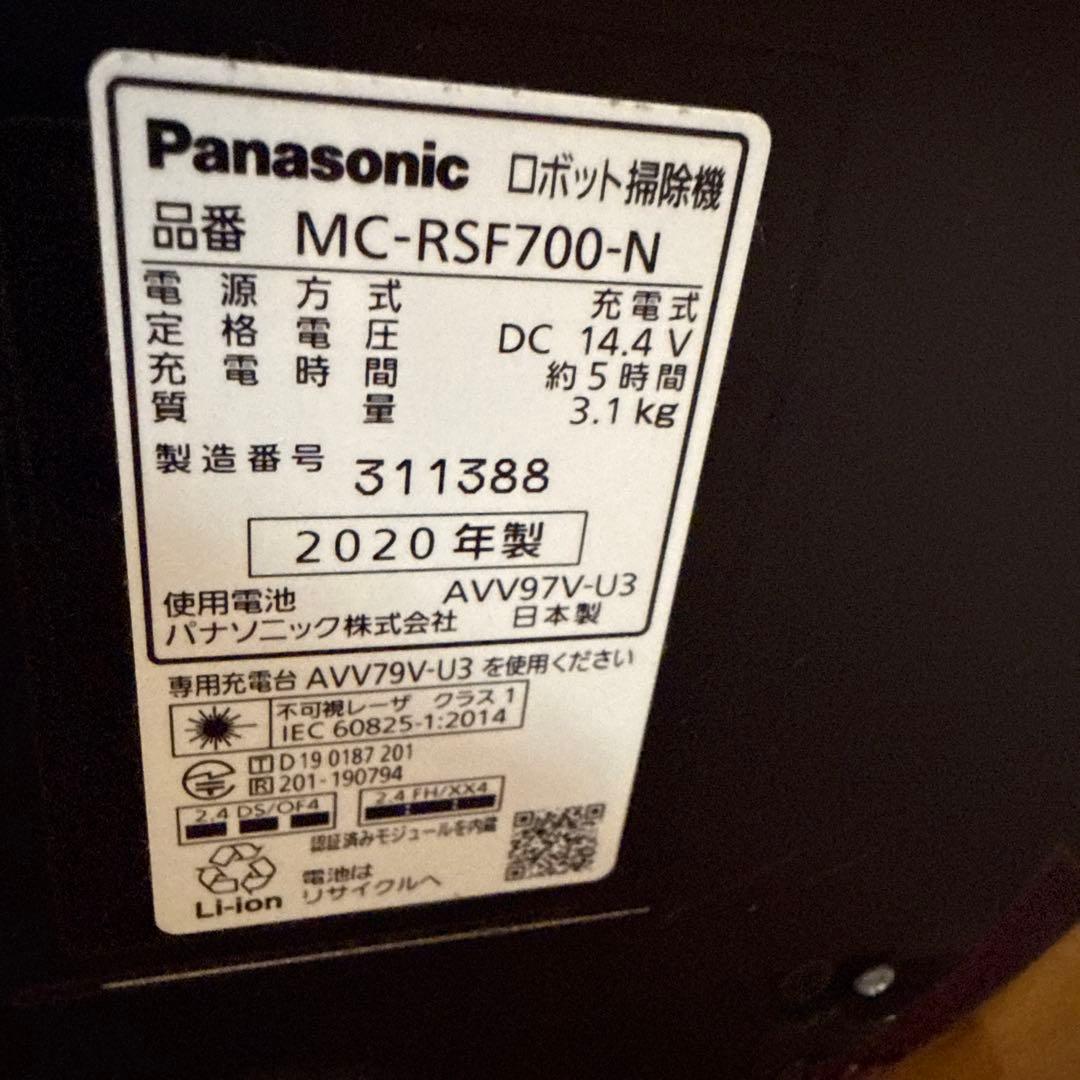 Panasonic ロボット掃除機
品番 MC-RSF700-N
電源方式 充電式
定格電圧 DC 14.4 V
充電時間 約5時間
質量 3.1 kg
製造番号 311388
2020年製
使用電池 AVV97V-U3
パナソニック株式会社 日本製
専用充電台 AVV79V-U3 を使用ください
不可視レーザ クラス 1
IEC 60825-1:2014
T D 19 0187 201
R 201-190794
2.4 DS/OF4 2.4 FH/XX4
認証済みモジュールを内蔵
電池は
リサイクルへ
Li-ion